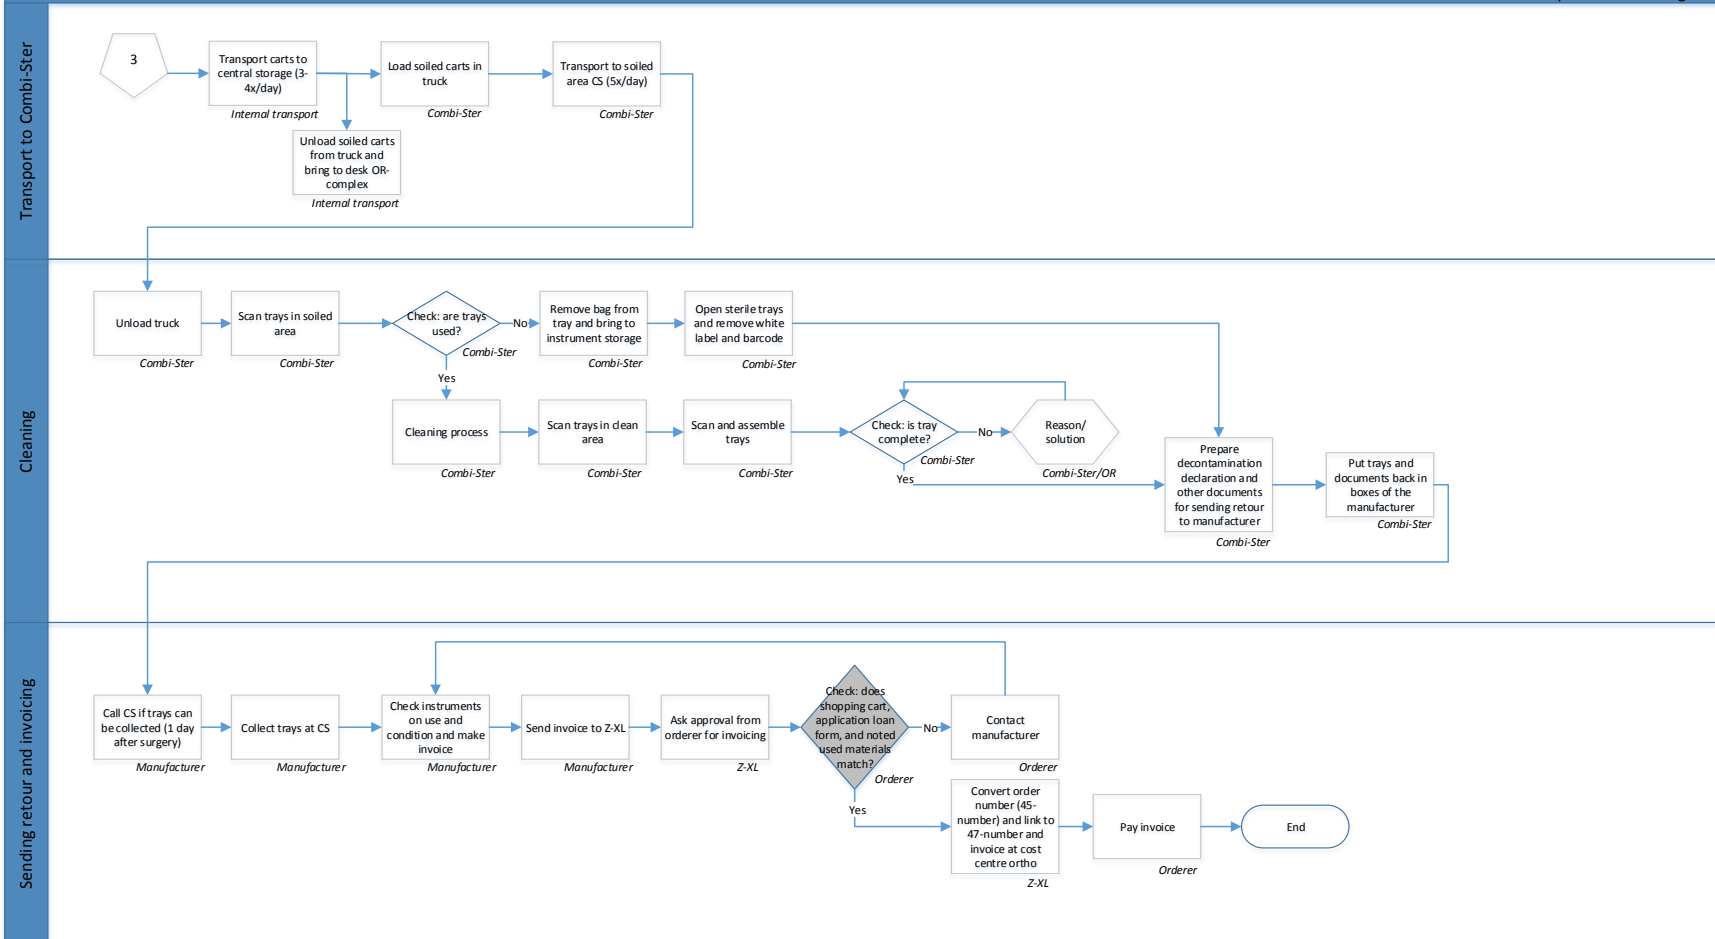 Transport to Combi-Ster
3
Transport carts to
central storage (3-
4x/day)
Internal transport
Load soiled carts in
truck
Combi-Ster
Transport to soiled
area CS (5x/day)
Combi-Ster
Unload soiled carts
from truck and
bring to desk OR-
complex
Internal transport
Cleaning
Unload truck
Combi-Ster
Scan trays in soiled
area
Combi-Ster
Check: are trays
used?
Combi-Ster
No
Remove bag from
tray and bring to
instrument storage
Combi-Ster
Open sterile trays
and remove white
label and barcode
Combi-Ster
Yes
Cleaning process
Combi-Ster
Scan trays in clean
area
Combi-Ster
Scan and assemble
trays
Combi-Ster
Check: is tray
complete?
Combi-Ster
No
Reason/
solution
Combi-Ster/OR
Yes
Prepare
decontamination
declaration and
other documents
for sending retour
to manufacturer
Combi-Ster
Put trays and
documents back in
boxes of the
manufacturer
Combi-Ster
Sending retour and invoicing
Call CS if trays can
be collected (1 day
after surgery)
Manufacturer
Collect trays at CS
Manufacturer
Check instruments
on use and
condition and make
invoice
Manufacturer
Send invoice to Z-XL
Manufacturer
Ask approval from
orderer for invoicing
Z-XL
Check: does
shopping cart,
application loan
form, and noted
used materials
match?
Orderer
No
Contact
manufacturer
Orderer
Yes
Convert order
number (45-
number) and link to
47-number and
invoice at cost
centre ortho
Z-XL
Pay invoice
Orderer
End